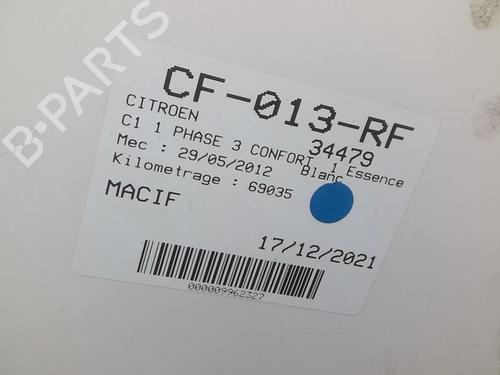 B-PARTS
CF-013-RF
CITROEN 34479
C1 1 PHASE 3 CONFORT 1 Essence
Mec : 29/05/2012 Blanc
Kilometrage : 69035
MACIF
17/12/2021
000009962327